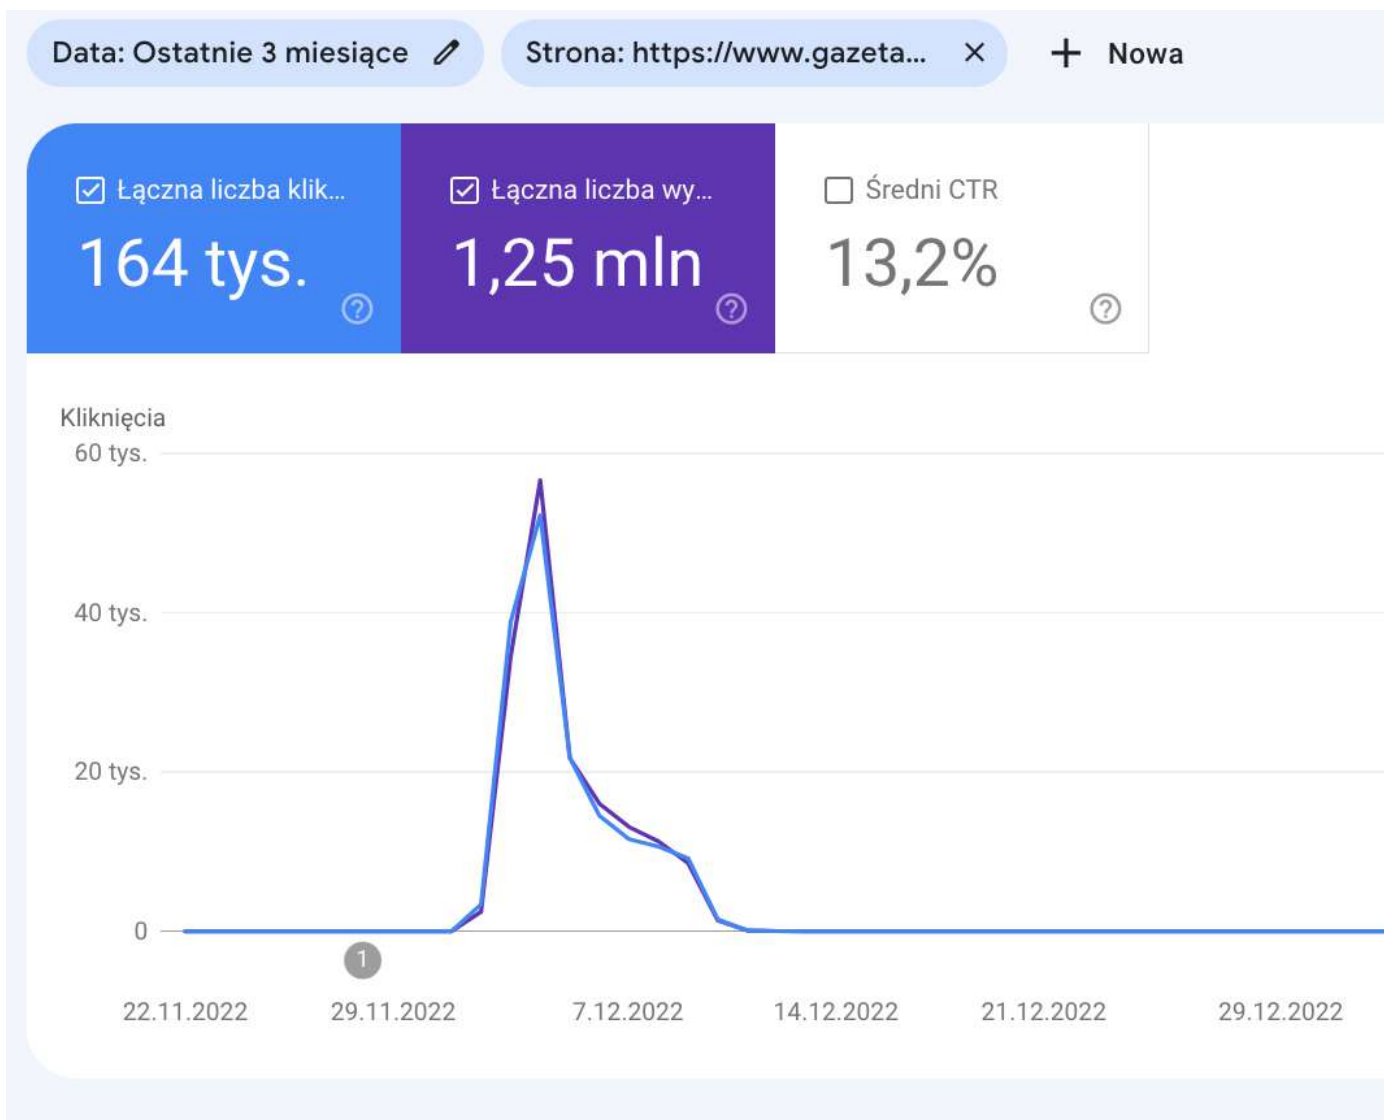 Data: Ostatnie 3 miesiące Strona: https://www.gazeta... Nowa
Łączna liczba klik... Łączna liczba wy... Średni CTR
164 tys. 1,25 mln 13,2%
Kliknięcia
60 tys.
40 tys.
20 tys.
0
1
22.11.2022 29.11.2022 7.12.2022 14.12.2022 21.12.2022 29.12.2022